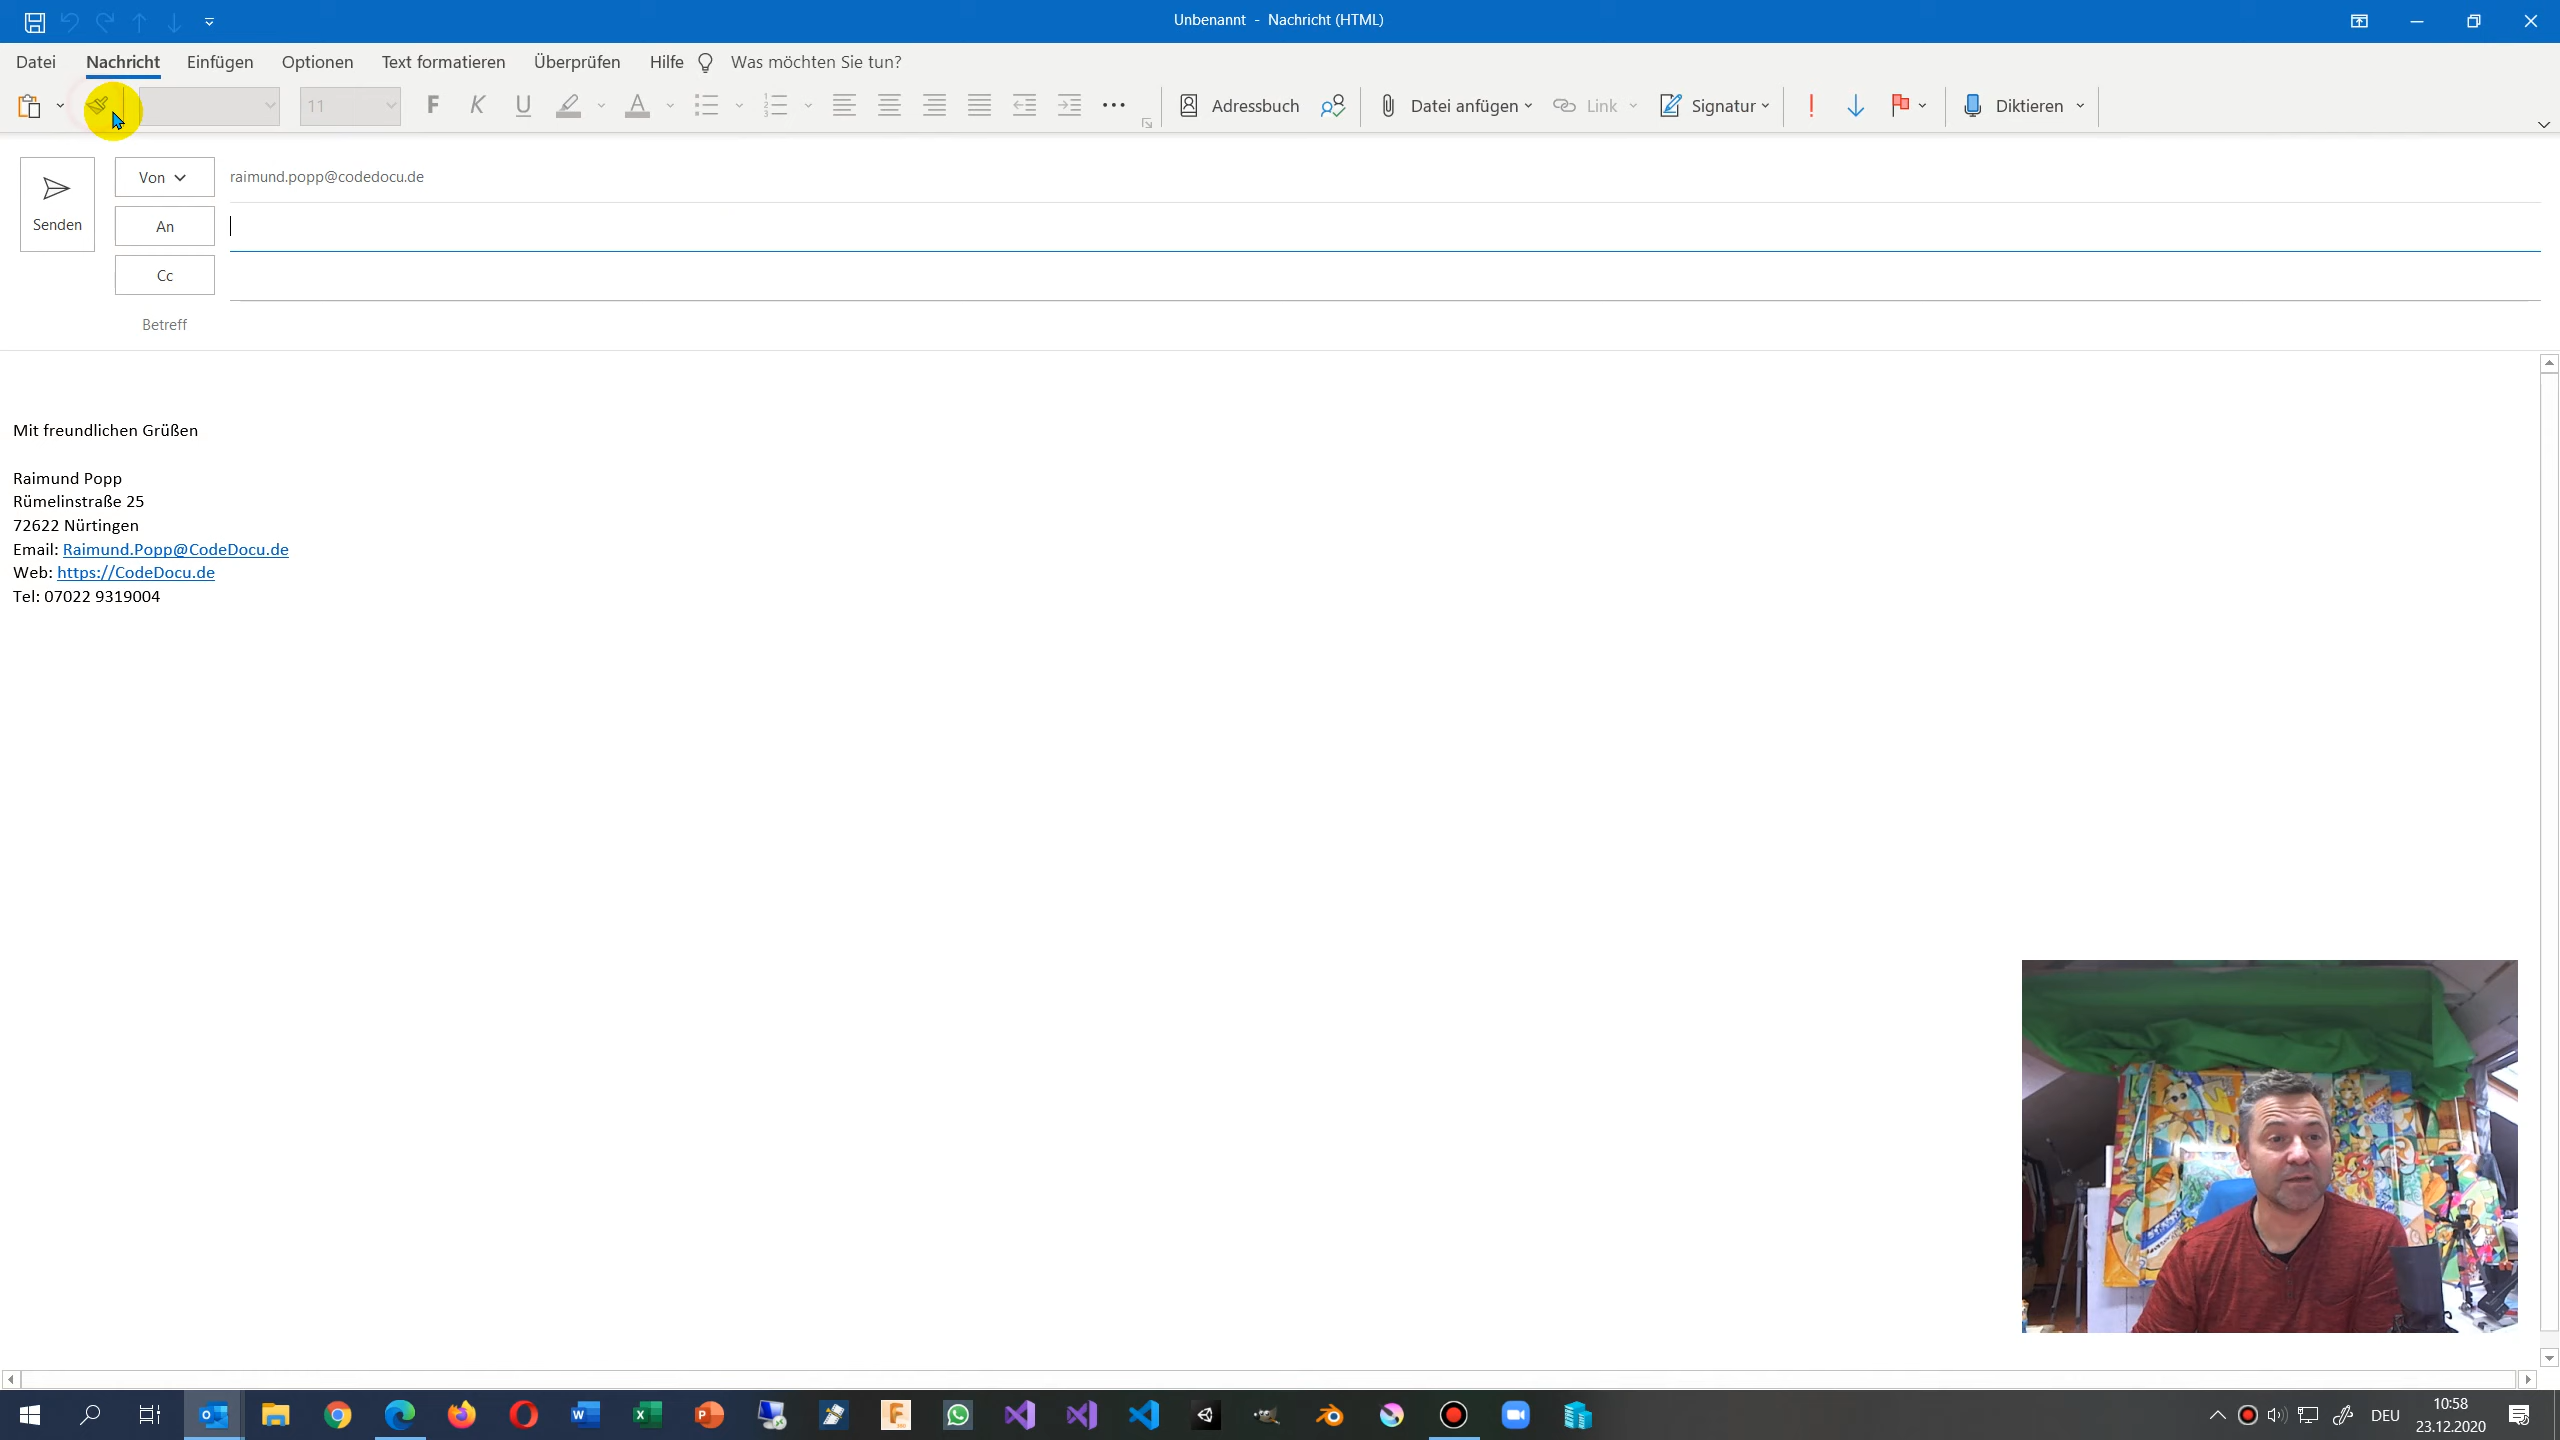 Unbenannt - Nachricht (HTML)
Datei Nachricht Einfügen Optionen Text formatieren Überprüfen Hilfe Was möchten Sie tun?
11 F K U A Adressbuch Datei anfügen Link Signatur Diktieren
Senden
Von raimund.popp@codedocu.de
An
Cc
Betreff
Mit freundlichen Grüßen
Raimund Popp
Rümelinstraße 25
72622 Nürtingen
Email: Raimund.Popp@CodeDocu.de
Web: https://CodeDocu.de
Tel: 07022 9319004
DEU
10:58
23.12.2020